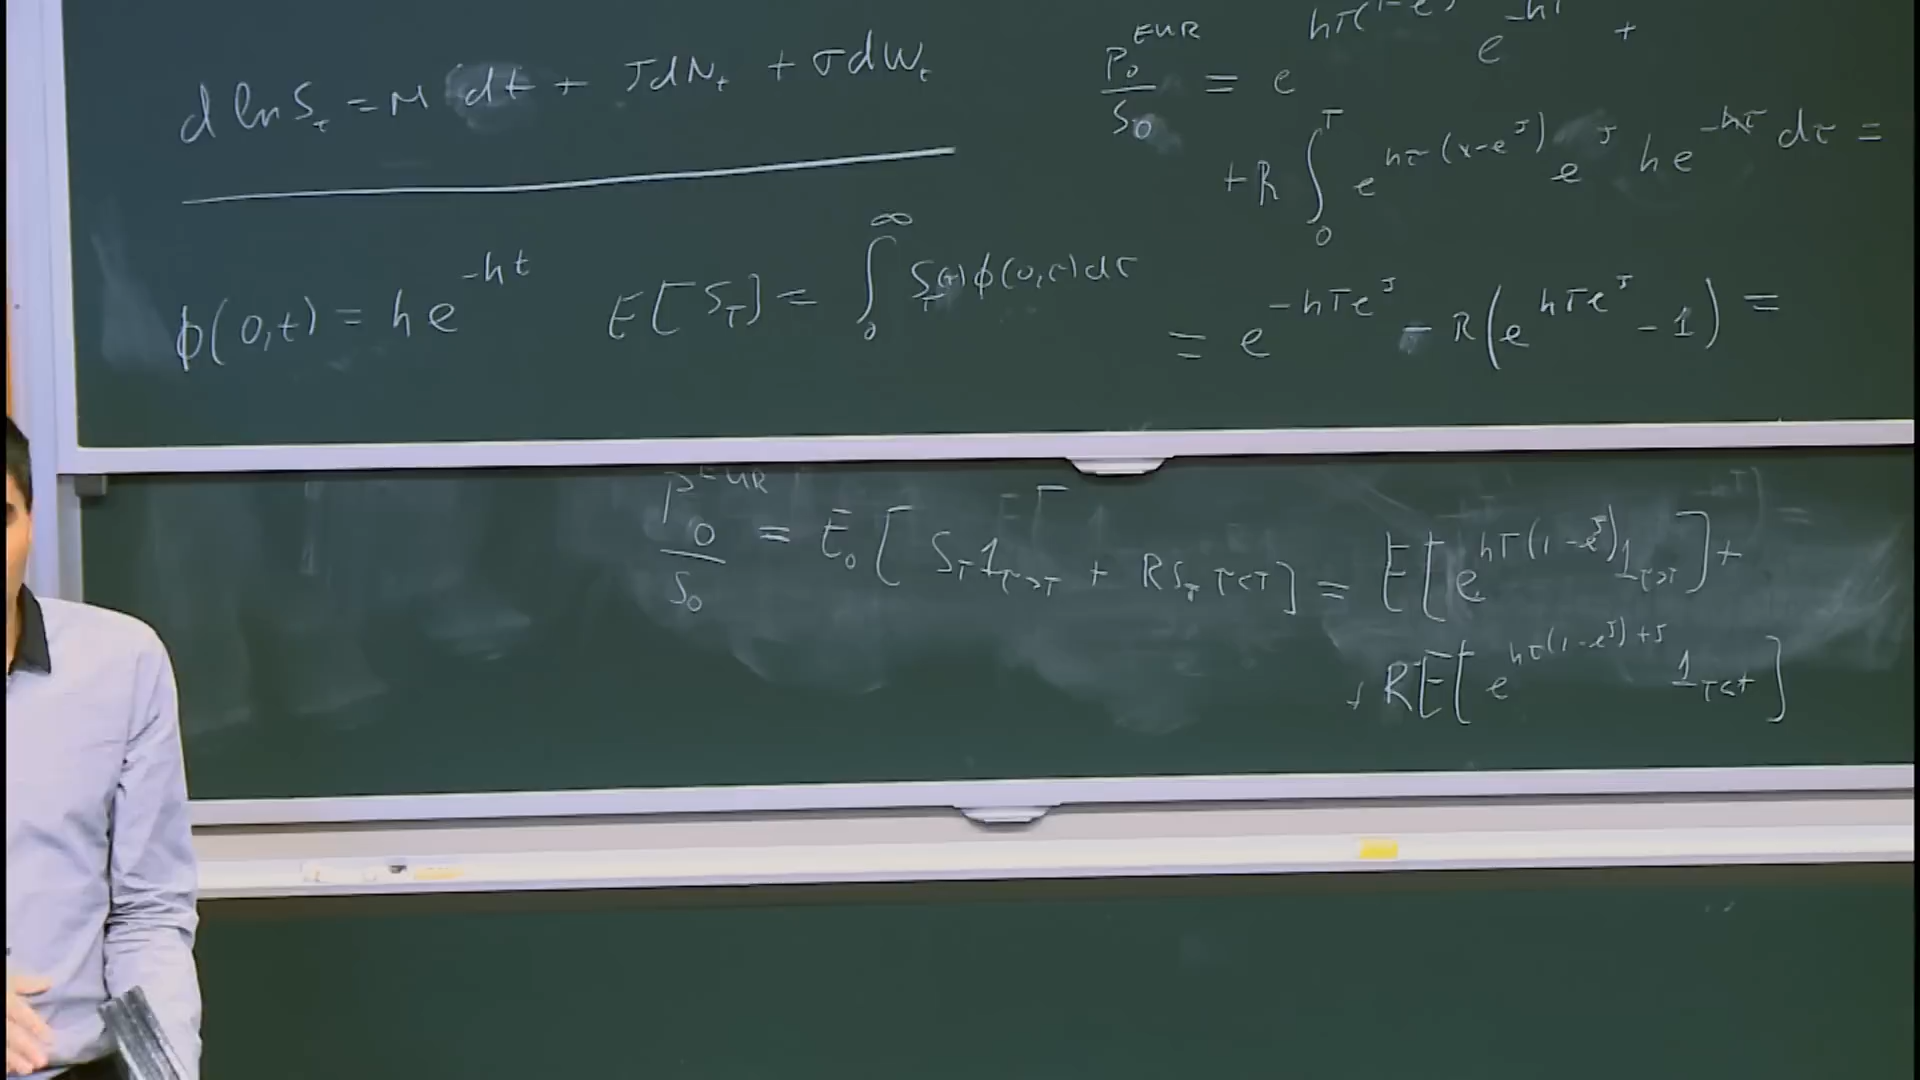 d ln S_t = M dt + J dN_t + σ dW_t
ϕ(0,t) = h e^{-ht}
E[S_T] = ∫_0^∞ S_T(τ) ϕ(0,τ) dτ
P_0^{EUR} / S_0 = e^{hT(1-e^J)} e^{-hT} +
+ R ∫_0^T e^{hτ(x-e^J)} e^J h e^{-hτ} dτ =
= e^{-hTe^J} - R(e^{hTe^J} - 1) =
P_0^{EUR} / S_0 = E_0[S_T 1_{τ>T} + R S_τ τ<T] = E[e^{hT(1-e^J)} 1_{τ>T}] +
+ R E[e^{hτ(1-e^J)+J} 1_{τ<t}]